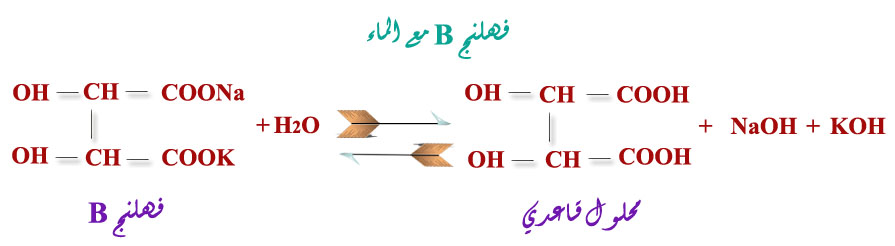 فهلنج B مع الماء
OH — CH — COONa
OH — CH — COOK
+ H2O
OH — CH — COOH
OH — CH — COOH
+ NaOH + KOH
فهلنج B
محلول قاعدي